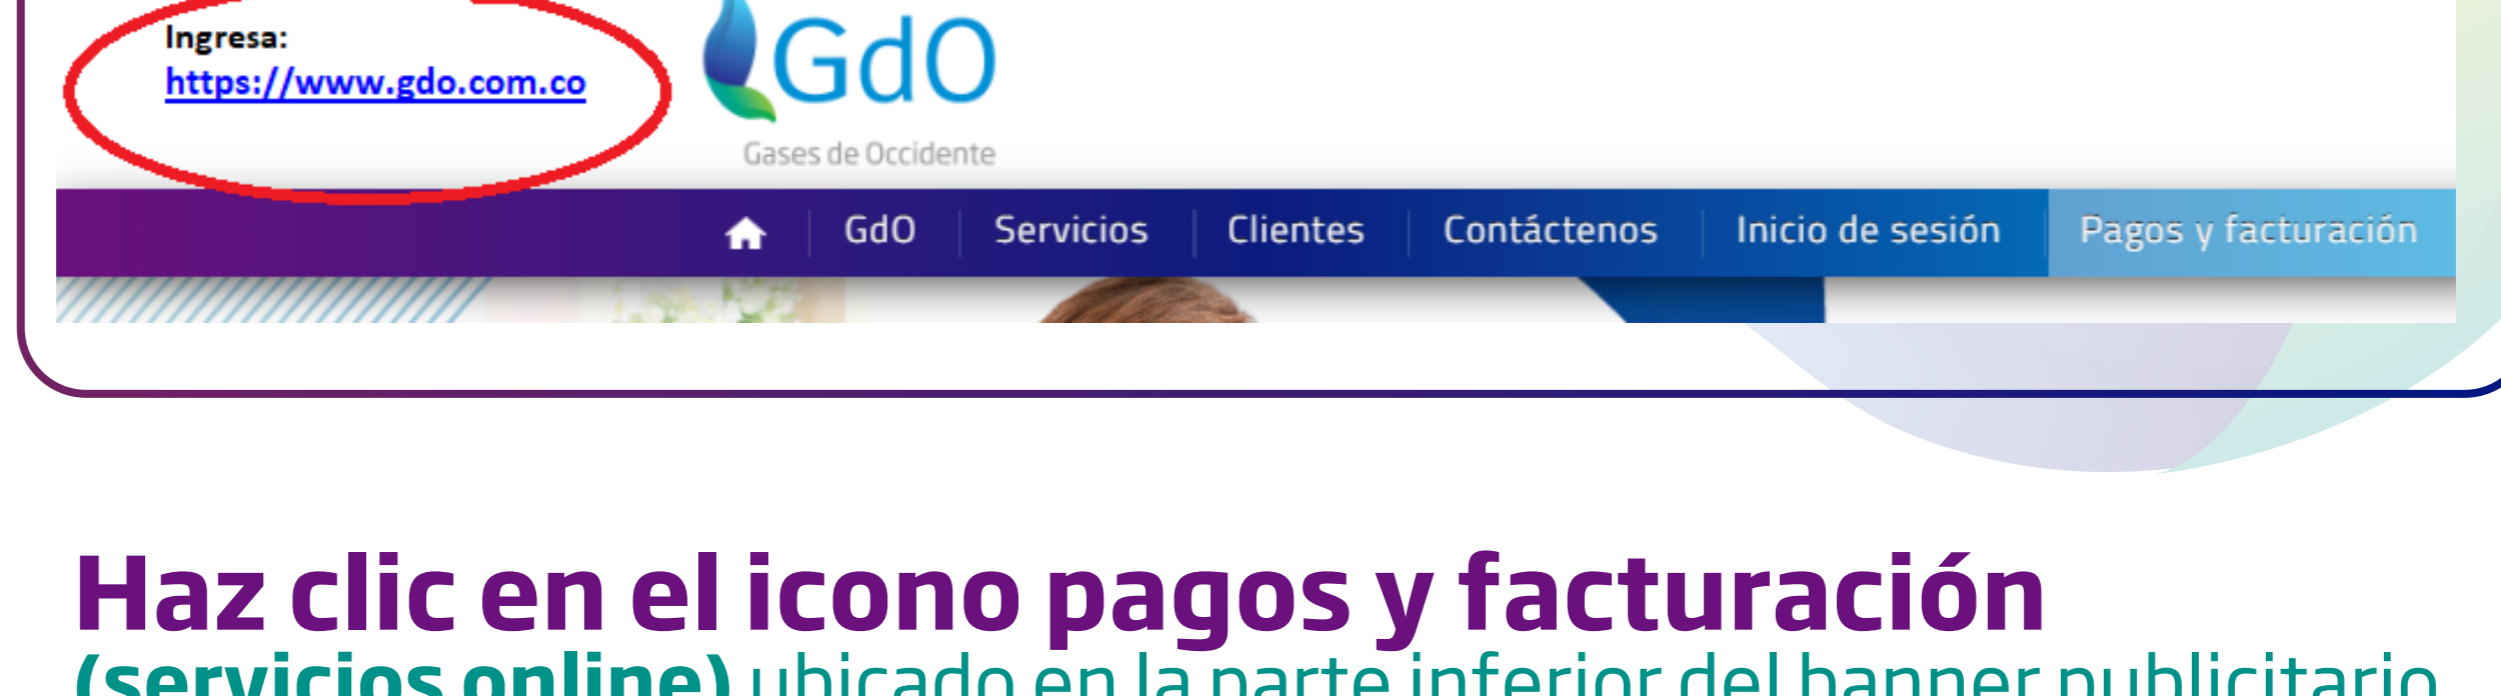 Ingresa:
https://www.gdo.com.co
GdO
Gases de Occidente
GdO Servicios Clientes Contáctenos Inicio de sesión Pagos y facturación
Haz clic en el icono pagos y facturación
(servicios online) ubicado en la parte inferior del banner publicitario